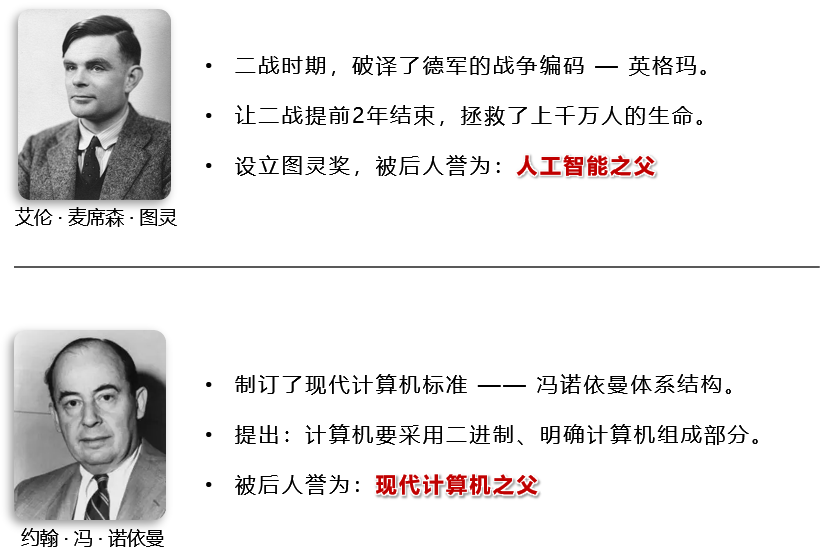 • 二战时期，破译了德军的战争编码 — 英格玛。
• 让二战提前2年结束，拯救了上千万人的生命。
• 设立图灵奖，被后人誉为：人工智能之父
艾伦 · 麦席森 · 图灵
• 制订了现代计算机标准 —— 冯诺依曼体系结构。
• 提出：计算机要采用二进制、明确计算机组成部分。
• 被后人誉为：现代计算机之父
约翰 · 冯 · 诺依曼